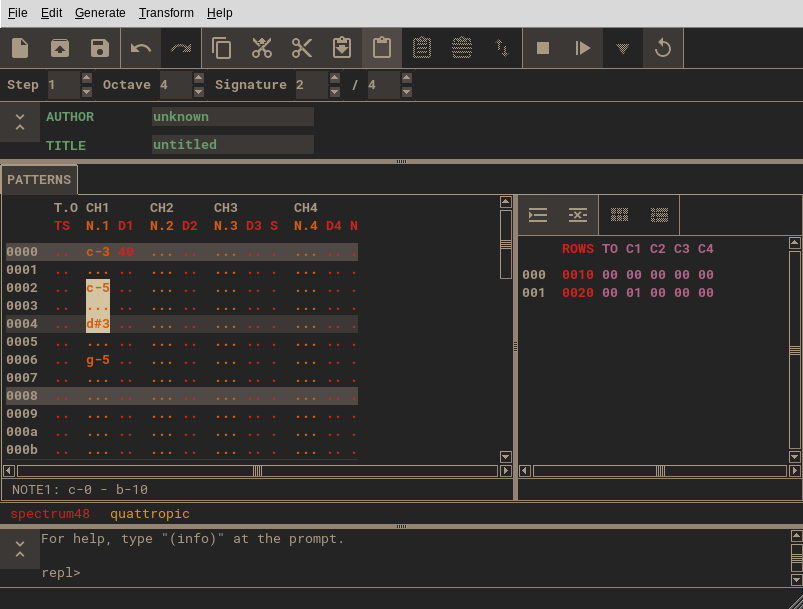 File Edit Generate Transform Help
Step 1 Octave 4 Signature 2 / 4
AUTHOR unknown
TITLE untitled
PATTERNS
T.O CH1 CH2 CH3 CH4
TS N.1 D1 N.2 D2 N.3 D3 S N.4 D4 N
0000 .. c-3 40 ... .. ... .. . ... .. .
0001 .. ... .. ... .. ... .. . ... .. .
0002 .. c-5 .. ... .. ... .. . ... .. .
0003 .. ... .. ... .. ... .. . ... .. .
0004 .. d#3 .. ... .. ... .. . ... .. .
0005 .. ... .. ... .. ... .. . ... .. .
0006 .. g-5 .. ... .. ... .. . ... .. .
0007 .. ... .. ... .. ... .. . ... .. .
0008 .. ... .. ... .. ... .. . ... .. .
0009 .. ... .. ... .. ... .. . ... .. .
000a .. ... .. ... .. ... .. . ... .. .
000b .. ... .. ... .. ... .. . ... .. .
ROWS TO C1 C2 C3 C4
000 0010 00 00 00 00 00
001 0020 00 01 00 00 00
NOTE1: c-0 - b-10
spectrum48 quattropic
For help, type "(info)" at the prompt.
repl>